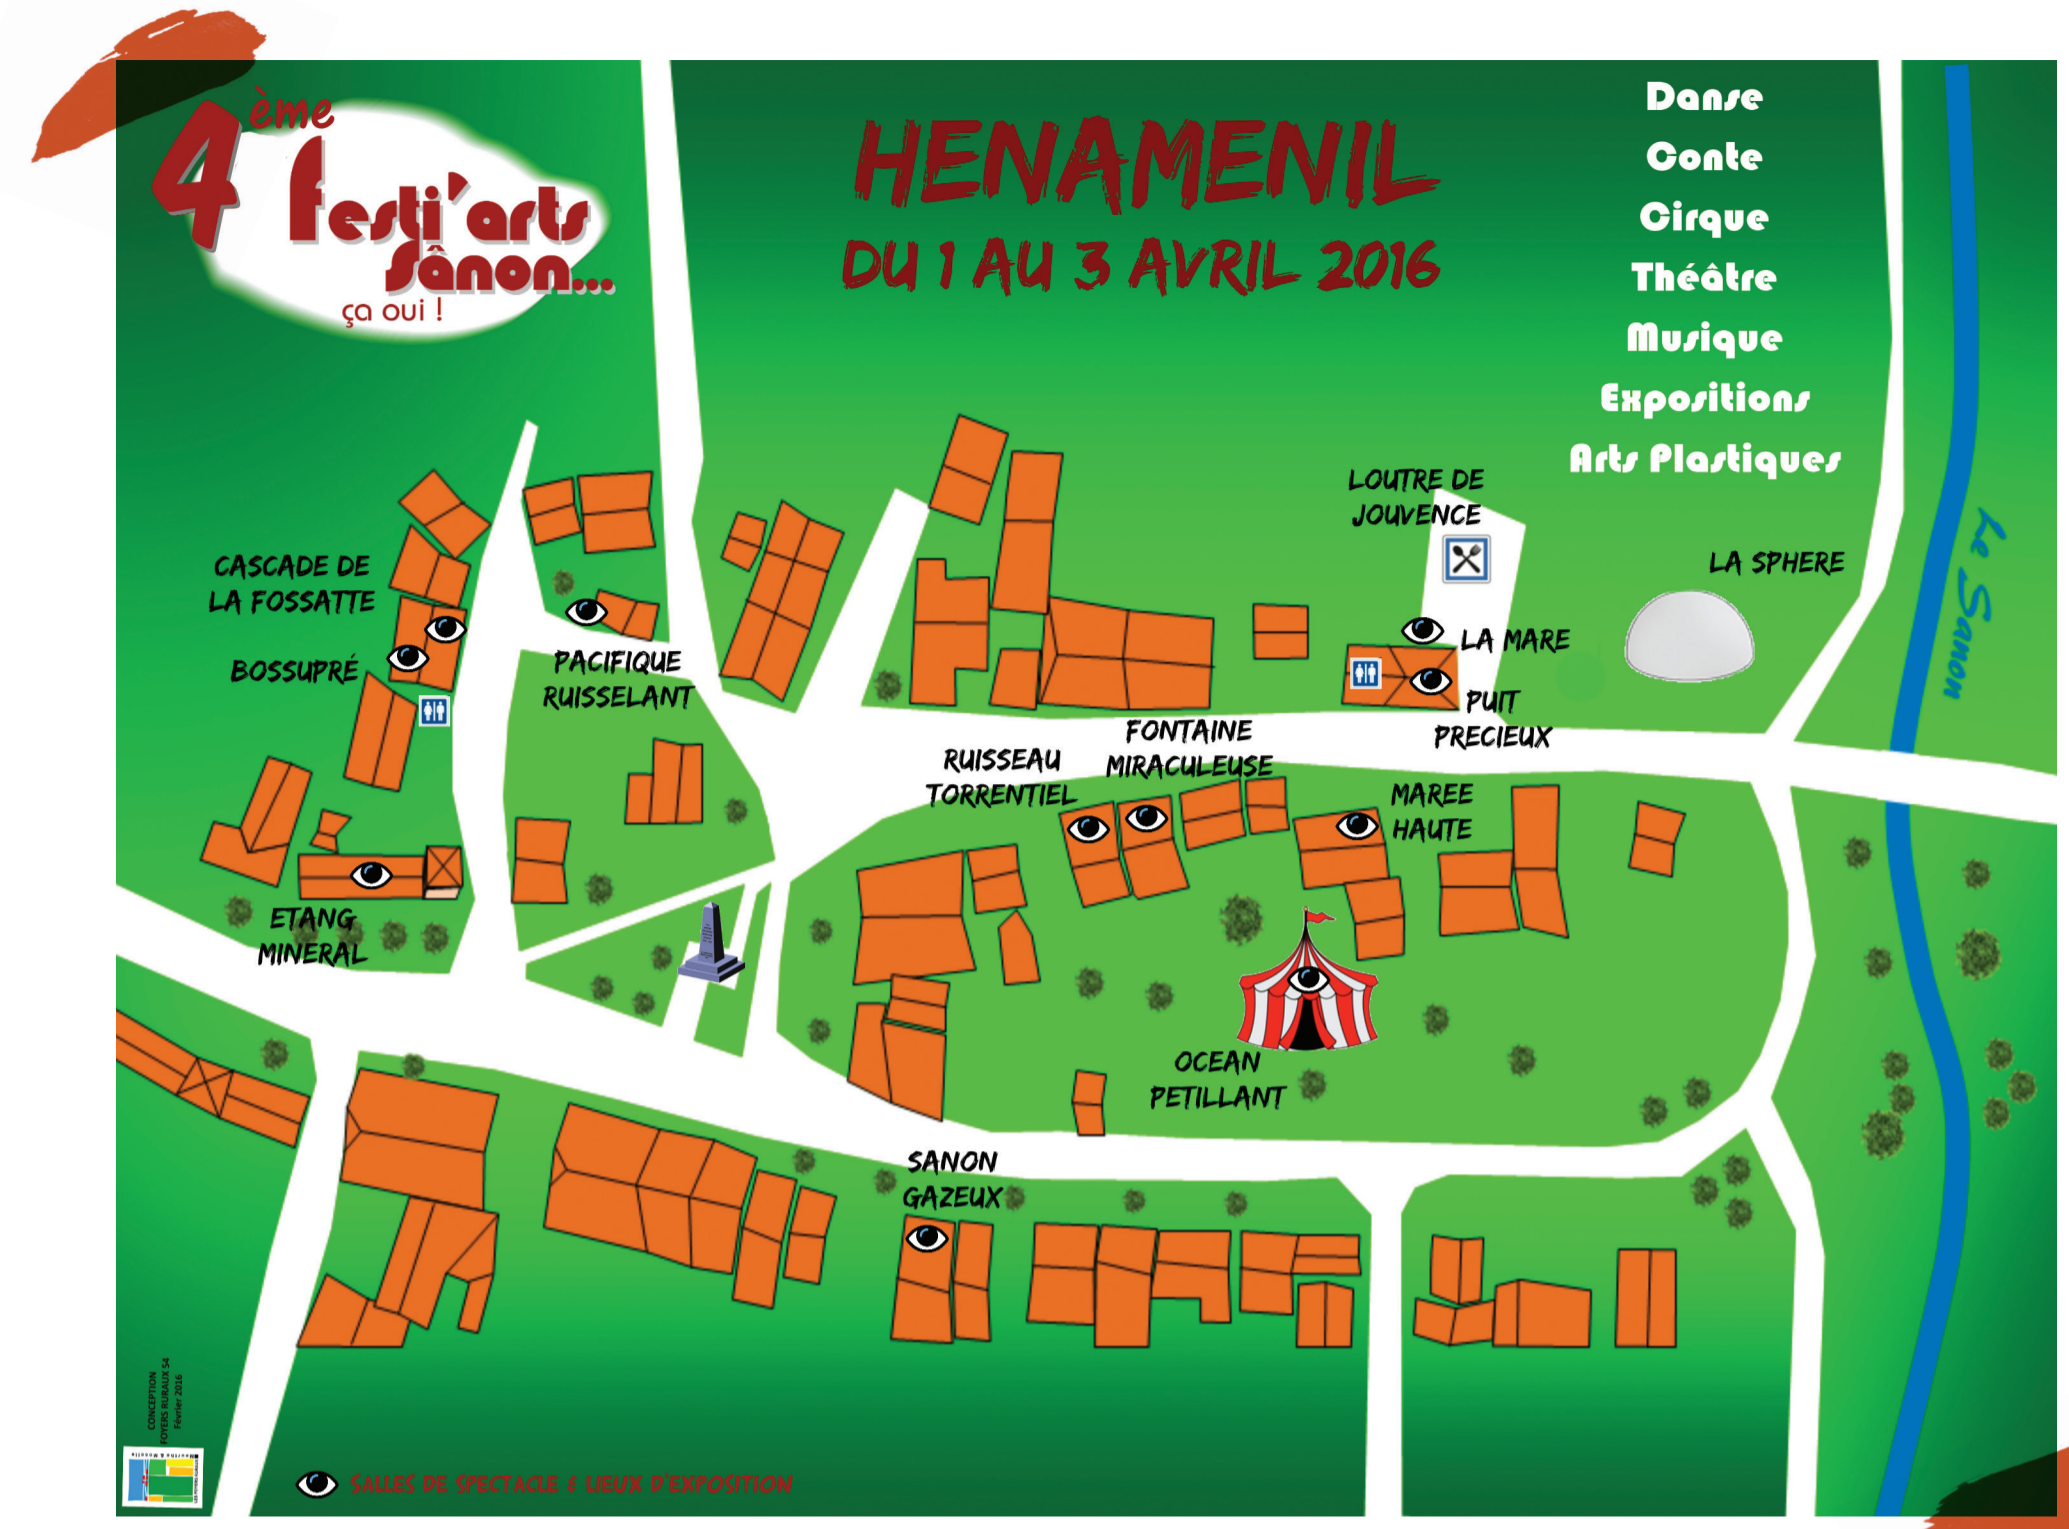 4ème
festi'arts
Sânon...
ça oui !
HENAMENIL
DU 1 AU 3 AVRIL 2016
Danse
Conte
Cirque
Théâtre
Musique
Expositions
Arts Plastiques
LOUTRE DE
JOUVENCE
LA SPHERE
Le Sanon
CASCADE DE
LA FOSSATTE
BOSSUPRÉ
PACIFIQUE
RUISSELANT
LA MARE
PUIT
PRECIEUX
FONTAINE
MIRACULEUSE
RUISSEAU
TORRENTIEL
MAREE
HAUTE
ETANG
MINERAL
OCEAN
PETILLANT
SANON
GAZEUX
CONCEPTION
FOYERS RURAUX 54
Février 2016
SALLES DE SPECTACLE & LIEUX D'EXPOSITION